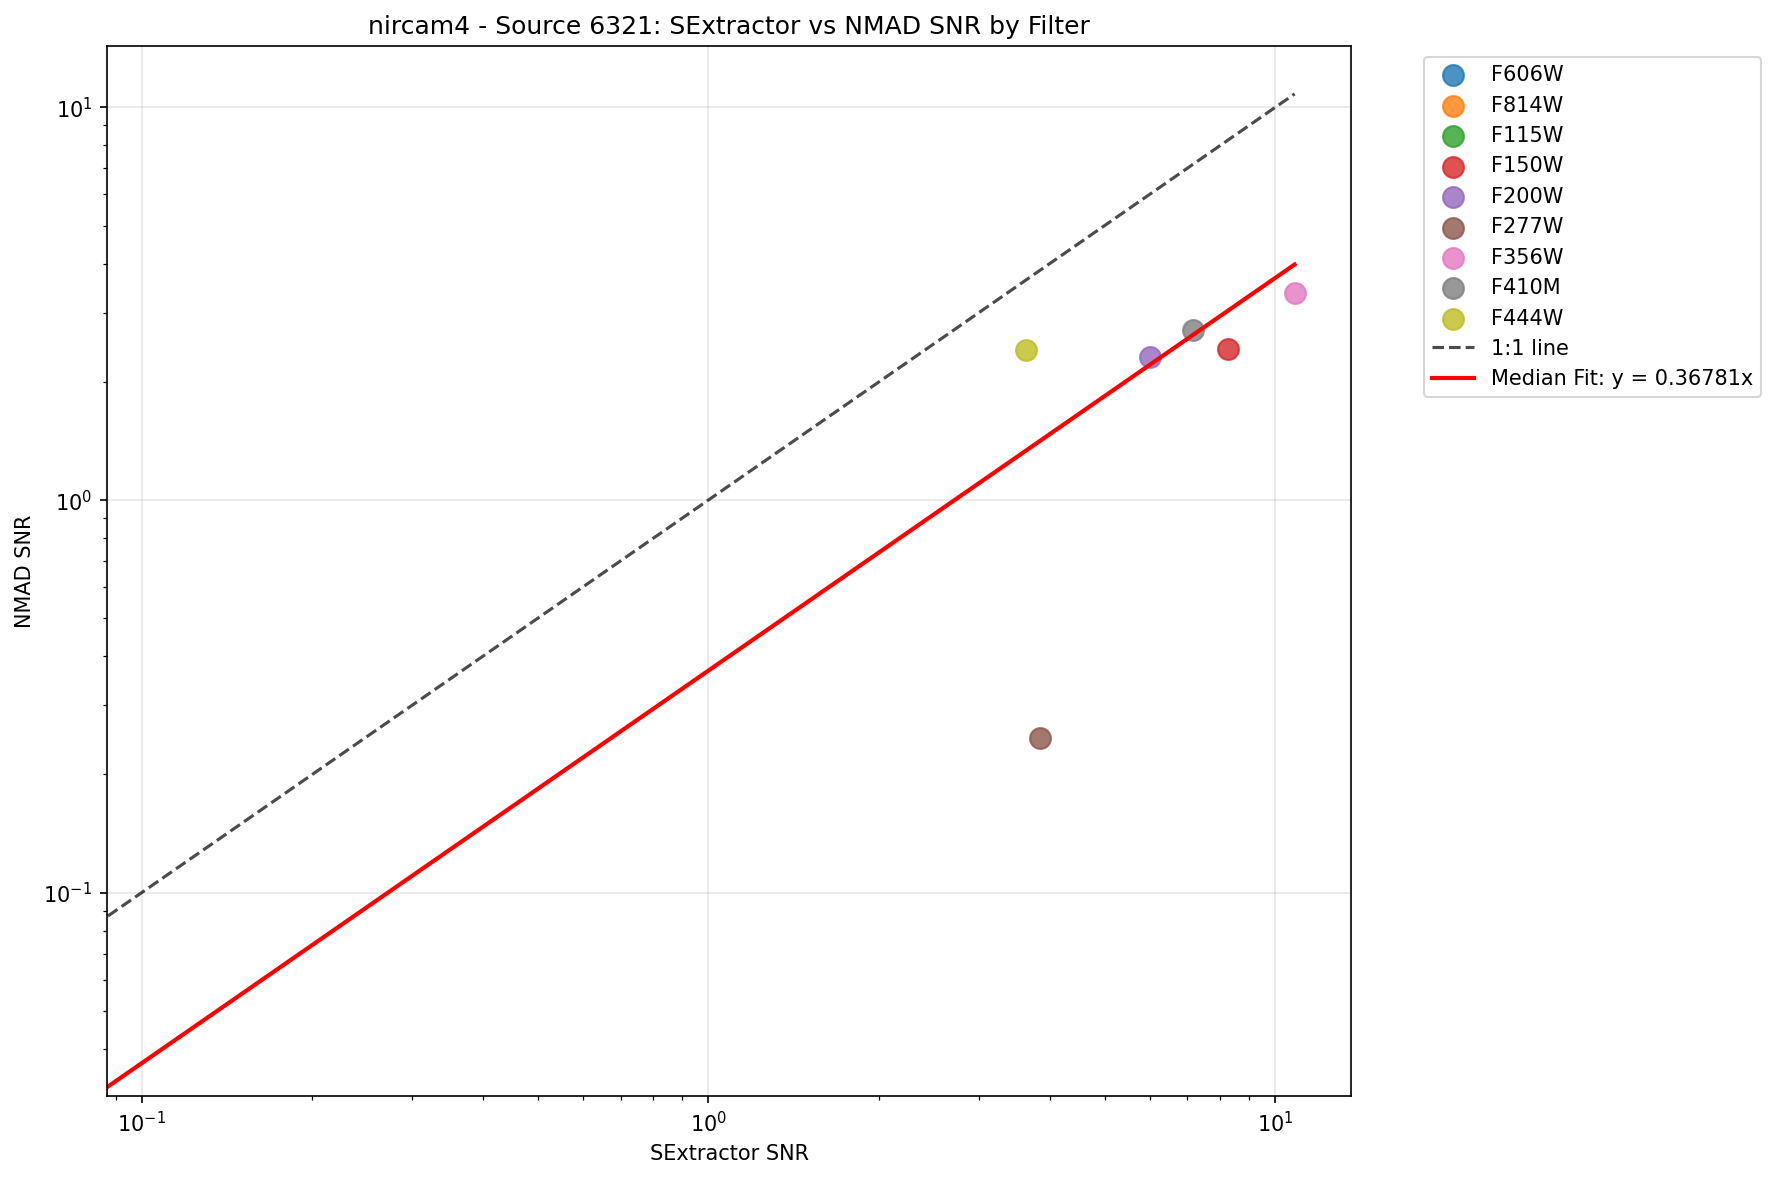 nircam4 - Source 6321: SExtractor vs NMAD SNR by Filter
F606W
F814W
F115W
F150W
F200W
F277W
F356W
F410M
F444W
1:1 line
Median Fit: y = 0.36781x
NMAD SNR
10¹
10⁰
10⁻¹
10⁻¹
10⁰
10¹
SExtractor SNR